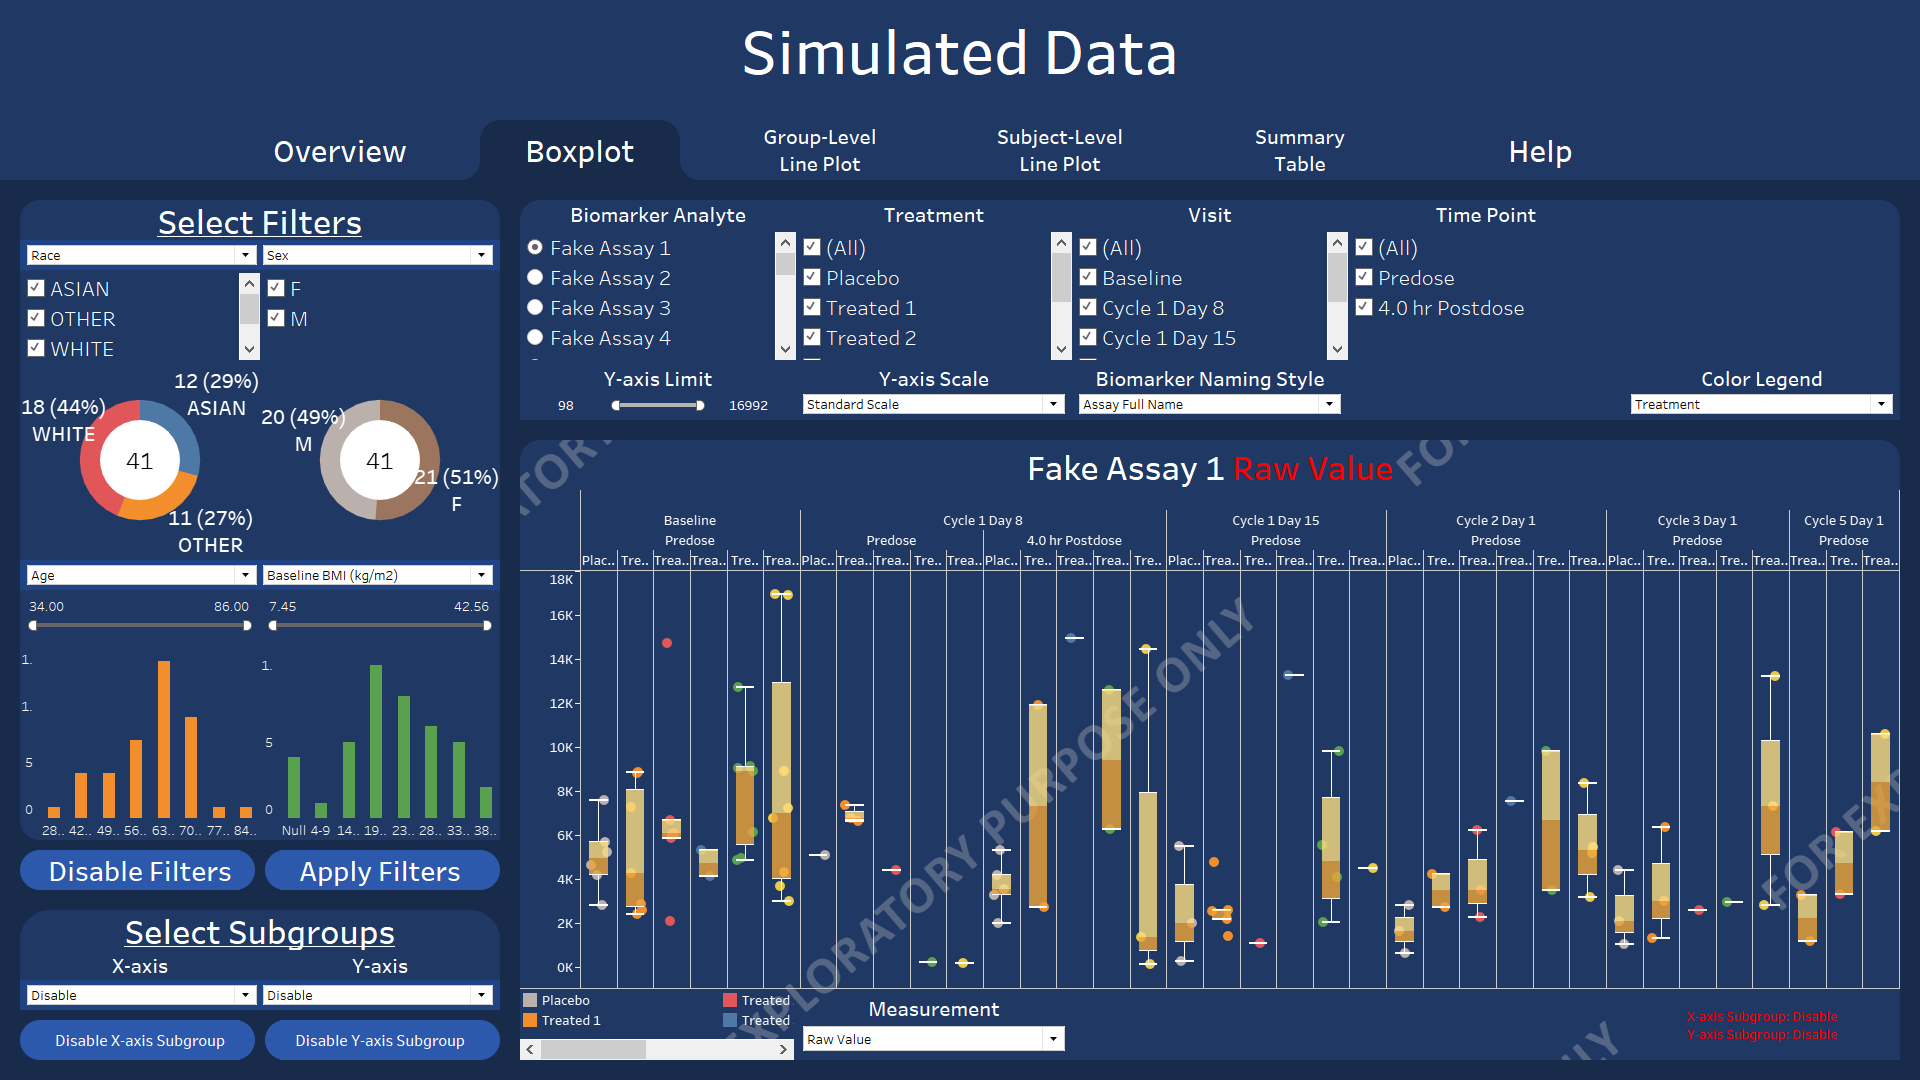 Simulated Data
Overview
Boxplot
Group-Level
Line Plot
Subject-Level
Line Plot
Summary
Table
Help
Select Filters
Race
Sex
ASIAN
OTHER
WHITE
F
M
12 (29%)
ASIAN
18 (44%)
WHITE
41
11 (27%)
OTHER
20 (49%)
M
41
21 (51%)
F
Age
Baseline BMI (kg/m2)
34.00
86.00
7.45
42.56
1.
1.
5
0
28..
42..
49..
56..
63..
70..
77..
84..
1.
5
0
Null
4-9
14..
19..
23..
28..
33..
38..
Disable Filters
Apply Filters
Select Subgroups
X-axis
Y-axis
Disable
Disable
Disable X-axis Subgroup
Disable Y-axis Subgroup
Biomarker Analyte
Fake Assay 1
Fake Assay 2
Fake Assay 3
Fake Assay 4
Treatment
(All)
Placebo
Treated 1
Treated 2
Visit
(All)
Baseline
Cycle 1 Day 8
Cycle 1 Day 15
Time Point
(All)
Predose
4.0 hr Postdose
Y-axis Limit
98
16992
Y-axis Scale
Standard Scale
Biomarker Naming Style
Assay Full Name
Color Legend
Treatment
Fake Assay 1 Raw Value
Baseline
Cycle 1 Day 8
Cycle 1 Day 15
Cycle 2 Day 1
Cycle 3 Day 1
Cycle 5 Day 1
Predose
Predose
4.0 hr Postdose
Predose
Predose
Predose
Predose
Plac.. Tre.. Trea.. Trea.. Tre.. Trea.. Plac.. Trea.. Trea.. Tre.. Trea.. Plac.. Tre.. Trea.. Trea.. Tre.. Plac.. Trea.. Tre.. Trea.. Tre.. Trea.. Plac.. Tre.. Trea.. Trea.. Tre.. Trea.. Plac.. Tre.. Trea.. Tre.. Trea.. Trea.. Tre.. Trea..
18K
16K
14K
12K
10K
8K
6K
4K
2K
0K
EXPLORATORY PURPOSE ONLY
FOR EX
TORY
FO
LY
Placebo
Treated 1
Treated
Treated
Measurement
Raw Value
X-axis Subgroup: Disable
Y-axis Subgroup: Disable